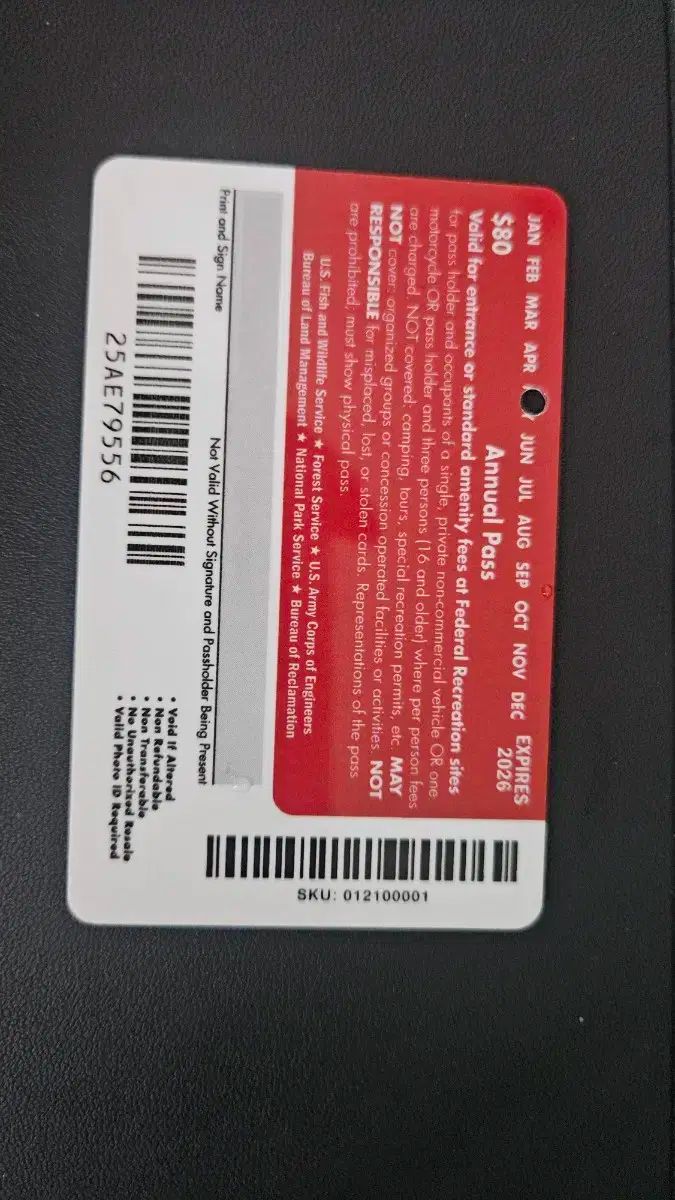 JAN FEB MAR APR JUN JUL AUG SEP OCT NOV DEC EXPIRES
2026
$80
Annual Pass
Valid for entrance or standard amenity fees at Federal Recreation sites
for pass holder and occupants of a single, private non-commercial vehicle OR one
motorcycle OR pass holder and three persons (16 and older) where per person fees
are charged. NOT covered: camping, tours, special recreation permits, etc. MAY
NOT cover: organized groups or concession operated facilities or activities. NOT
RESPONSIBLE for misplaced, lost, or stolen cards. Representations of the pass
are prohibited; must show physical pass.
U.S. Fish and Wildlife Service ★ Forest Service ★ U.S. Army Corps of Engineers
Bureau of Land Management ★ National Park Service ★ Bureau of Reclamation
Print and Sign Name
Not Valid Without Signature and Passholder Being Present
25AE79556
• Void If Altered
• Non Refundable
• Non Transferable
• No Unauthorized Resale
• Valid Photo ID Required
SKU: 012100001